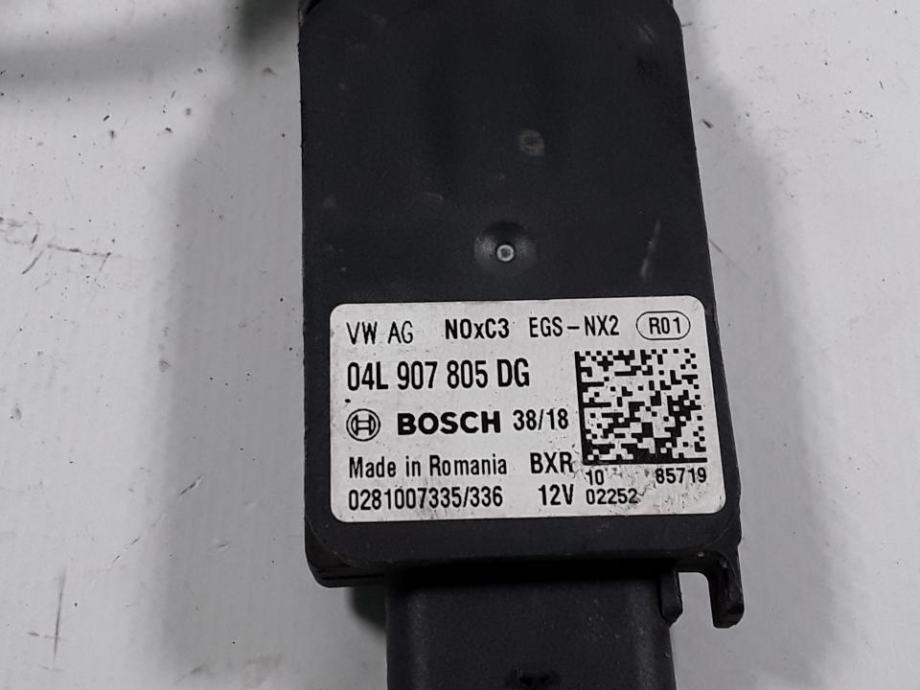 VW AG NOxC3 EGS-NX2 R01
04L 907 805 DG
BOSCH 38/18
Made in Romania BXR 10 85719
0281007335/336 12V 02252